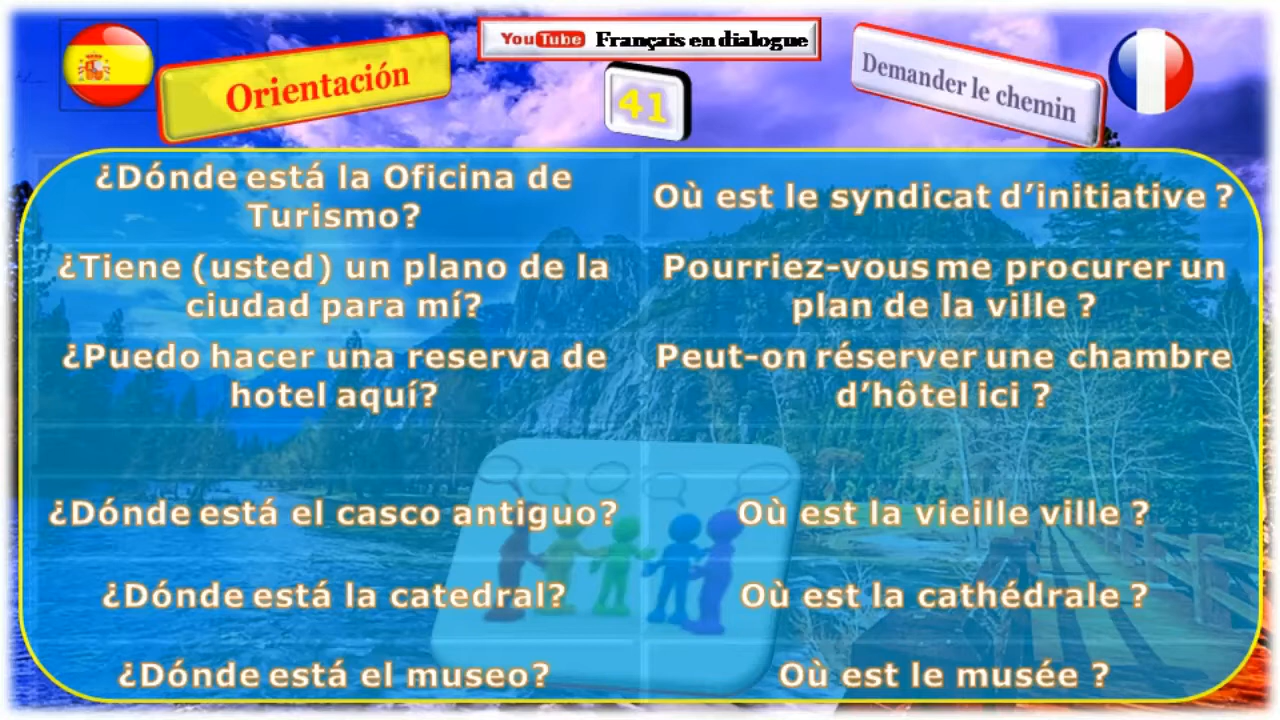 YouTube Français en dialogue
Orientación
41
Demander le chemin
¿Dónde está la Oficina de
Turismo?
Où est le syndicat d’initiative ?
¿Tiene (usted) un plano de la
ciudad para mí?
Pourriez-vous me procurer un
plan de la ville ?
¿Puedo hacer una reserva de
hotel aquí?
Peut-on réserver une chambre
d’hôtel ici ?
¿Dónde está el casco antiguo?
Où est la vieille ville ?
¿Dónde está la catedral?
Où est la cathédrale ?
¿Dónde está el museo?
Où est le musée ?